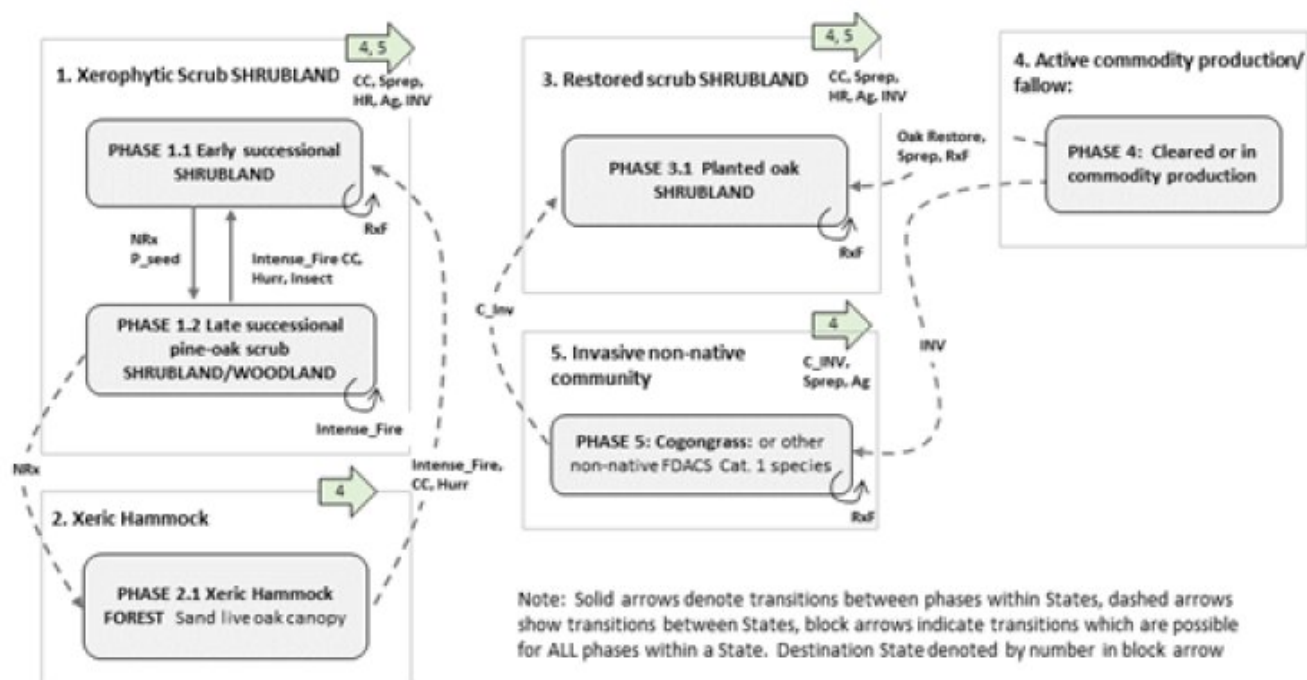 4, 5
1. Xerophytic Scrub SHRUBLAND
CC, Sprep,
HR, Ag, INV
PHASE 1.1 Early successional
SHRUBLAND
RxF
NRx
P_seed
Intense_Fire CC,
Hurr, Insect
PHASE 1.2 Late successional
pine-oak scrub
SHRUBLAND/WOODLAND
Intense_Fire
NRx
Intense_Fire,
CC, Hurr
4
2. Xeric Hammock
PHASE 2.1 Xeric Hammock
FOREST Sand live oak canopy
4, 5
3. Restored scrub SHRUBLAND
CC, Sprep,
HR, Ag, INV
PHASE 3.1 Planted oak
SHRUBLAND
RxF
Oak Restore,
Sprep, RxF
C_Inv
4
5. Invasive non-native
community
C_INV,
Sprep, Ag
PHASE 5: Cogongrass: or other
non-native FDACS Cat. 1 species
RxF
INV
4. Active commodity production/
fallow:
PHASE 4: Cleared or in
commodity production
Note: Solid arrows denote transitions between phases within States, dashed arrows
show transitions between States, block arrows indicate transitions which are possible
for ALL phases within a State. Destination State denoted by number in block arrow